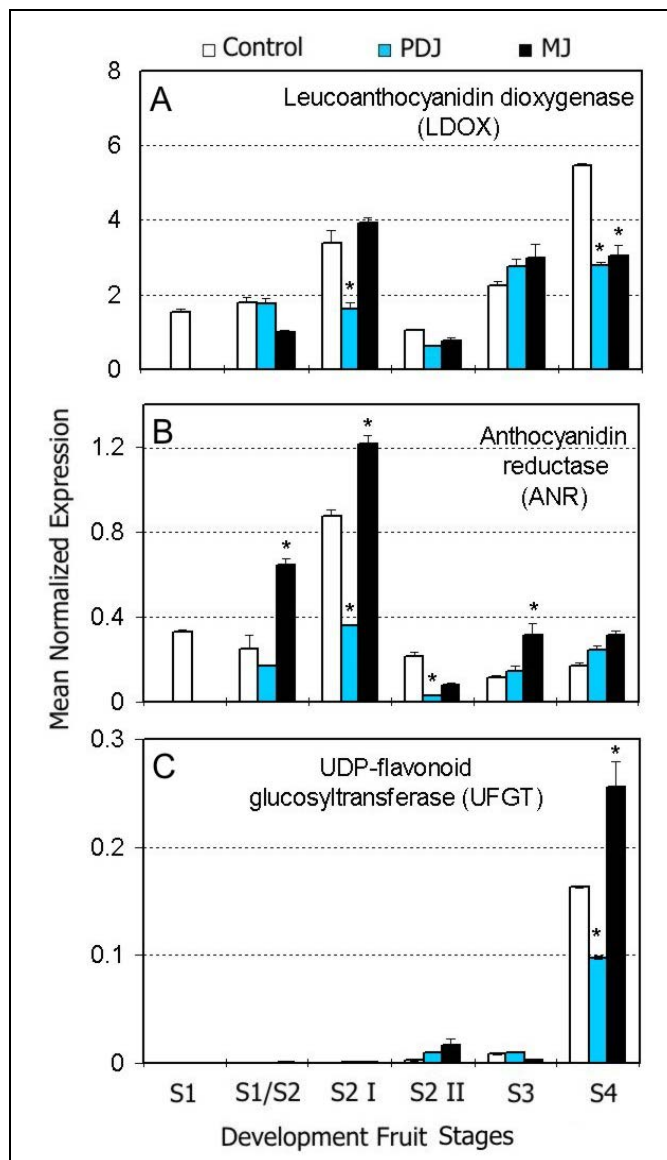 Control PDJ MJ
A
Leucoanthocyanidin dioxygenase
(LDOX)
8
6
4
2
0
*
*
*
B
Anthocyanidin
reductase
(ANR)
1.2
0.8
0.4
0
*
*
*
*
*
C
UDP-flavonoid
glucosyltransferase (UFGT)
0.3
0.2
0.1
0
*
*
Mean Normalized Expression
S1 S1/S2 S2 I S2 II S3 S4
Development Fruit Stages